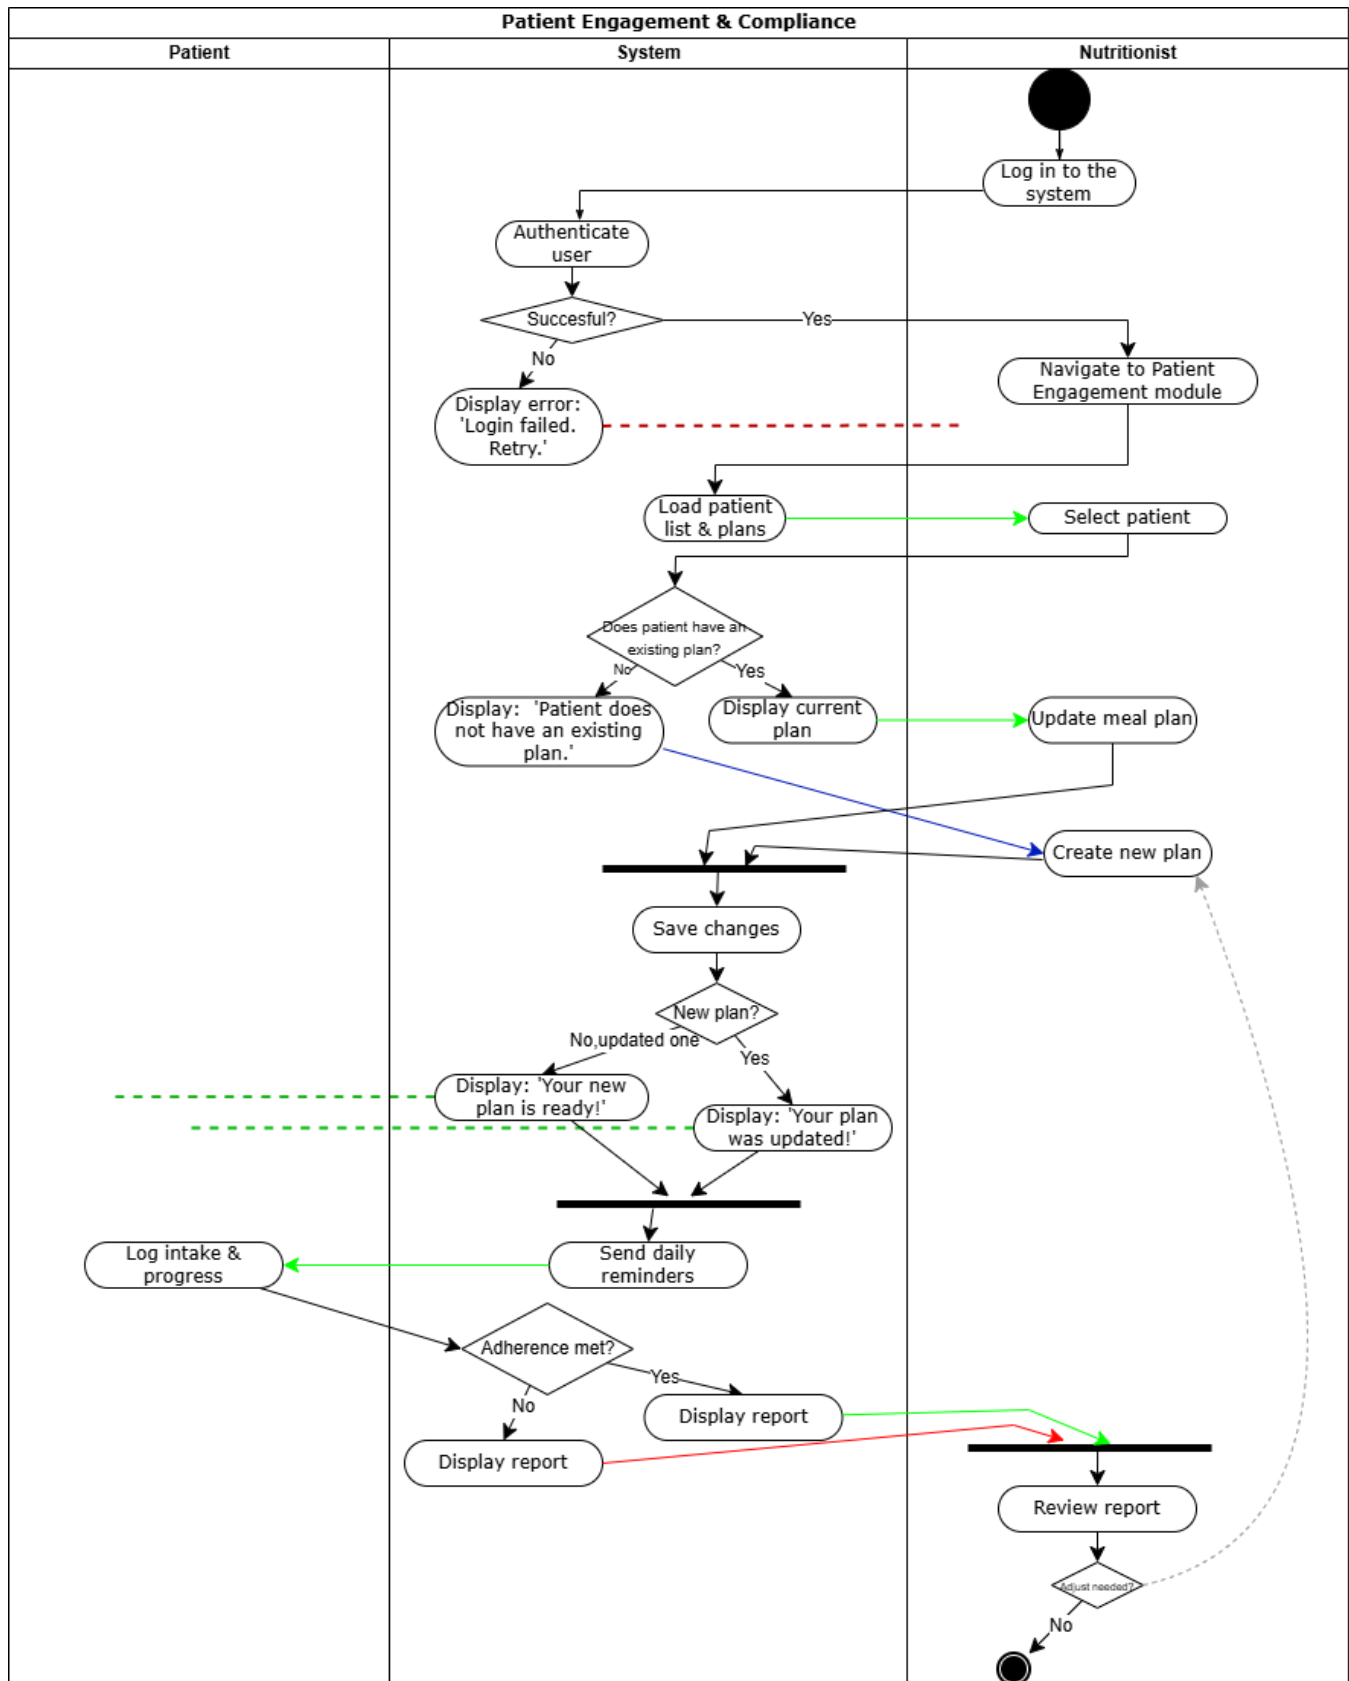 Patient Engagement & Compliance
Patient
System
Nutritionist
Log in to the
system
Authenticate
user
Succesful?
Yes
No
Navigate to Patient
Engagement module
Display error:
'Login failed.
Retry.'
Load patient
list & plans
Select patient
Does patient have an
existing plan?
No
Yes
Display:  'Patient does
not have an existing
plan.'
Display current
plan
Update meal plan
Create new plan
Save changes
New plan?
No,updated one
Yes
Display: 'Your new
plan is ready!'
Display: 'Your plan
was updated!'
Log intake &
progress
Send daily
reminders
Adherence met?
Yes
No
Display report
Display report
Review report
Adjust needed?
No